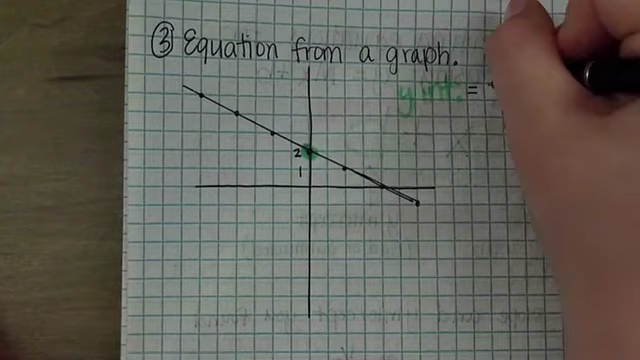 ③ Equation from a graph.
y int. =
2
1